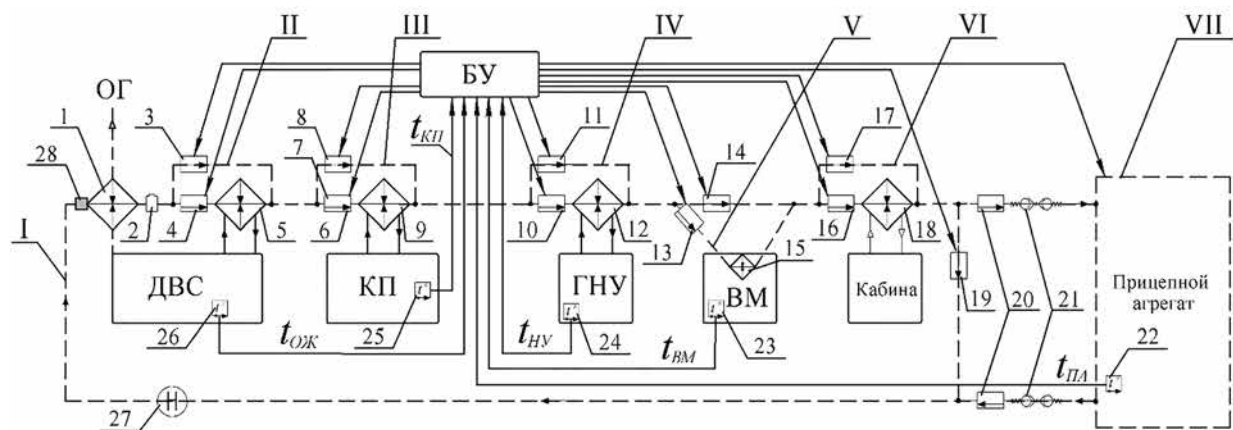 II
III
IV
V
VI
VII
БУ
ОГ
1
3
8
11
17
28
7
t_КП
14
2
4
5
6
9
10
12
13
15
16
18
I
ДВС
КП
ГНУ
ВМ
Кабина
19
20
21
Прицепной
агрегат
26
25
24
23
22
t_ОЖ
t_НУ
t_ВМ
t_ПА
27
Н
t°
t°
t°
t°
t°